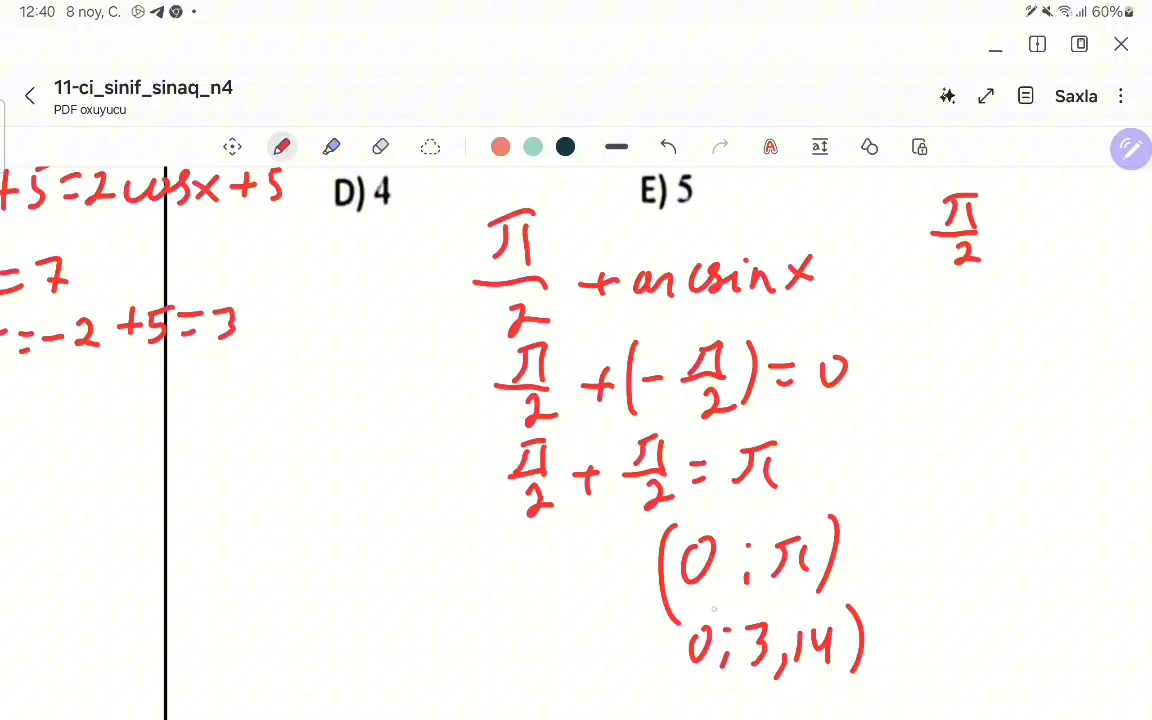 12:40 8 noy, C. 60%
11-ci_sinif_sinaq_n4
PDF oxuyucu
Saxla
+5=2cosx+5
D) 4
E) 5
π/2
=7
π/2 + arcsin x
=-2+5=3
π/2 + (-π/2) = 0
π/2 + π/2 = π
(0 ; π)
0; 3,14)